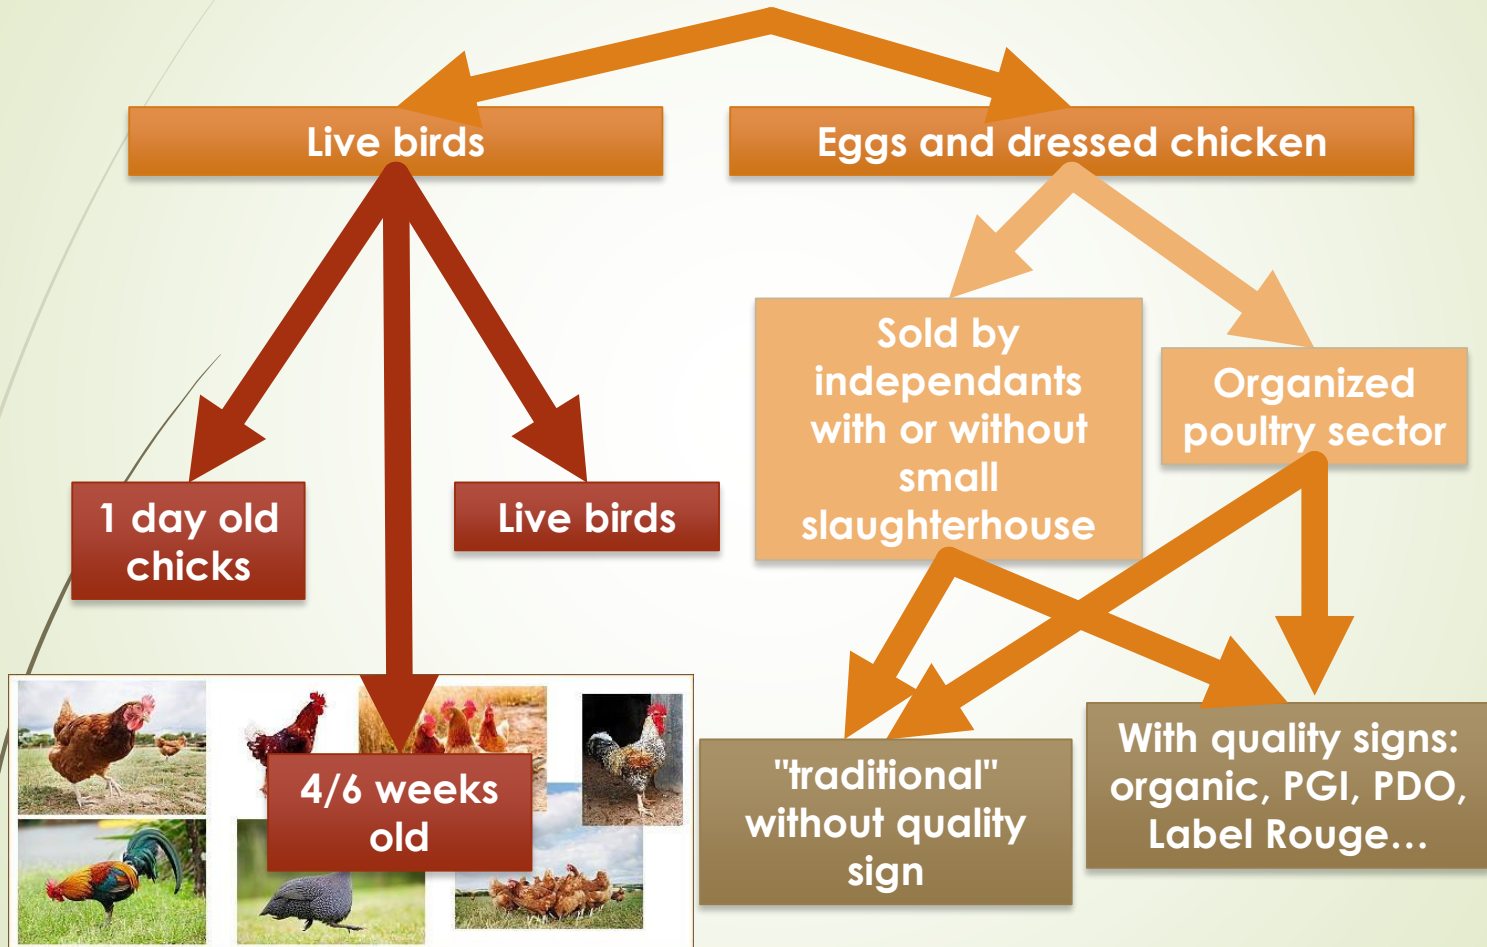 Live birds
Eggs and dressed chicken
Sold by
independants
with or without
small
slaughterhouse
Organized
poultry sector
1 day old
chicks
Live birds
4/6 weeks
old
"traditional"
without quality
sign
With quality signs:
organic, PGI, PDO,
Label Rouge…